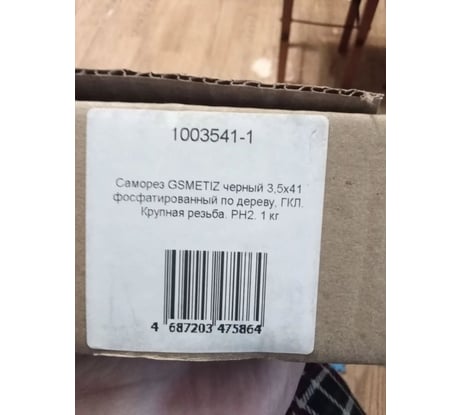 1003541-1
Саморез GSMETIZ черный 3,5х41
фосфатированный по дереву, ГКЛ.
Крупная резьба. PH2. 1 кг
4 687203 475864